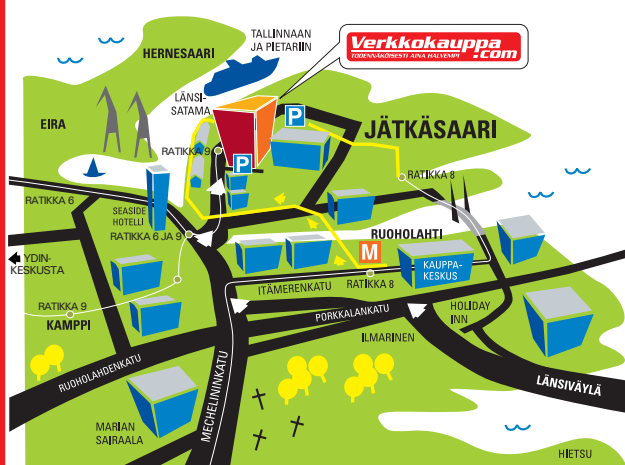 TALLINNAAN
JA PIETARIIN
Verkkokauppa
.com
TODENNÄKÖISESTI AINA HALVEMPI
HERNESAARI
LÄNSI-
SATAMA
EIRA
P
JÄTKÄSAARI
RATIKKA 9
P
RATIKKA 8
RATIKKA 6
SEASIDE
HOTELLI
RATIKKA 6 JA 9
RUOHOLAHTI
M
YDIN-
KESKUSTA
KAUPPA-
KESKUS
ITÄMERENKATU
RATIKKA 8
RATIKKA 9
KAMPPI
PORKKALANKATU
HOLIDAY
INN
ILMARINEN
RUOHOLAHDENKATU
MECHELININKATU
LÄNSIVÄYLÄ
MARIAN
SAIRAALA
HIETSU